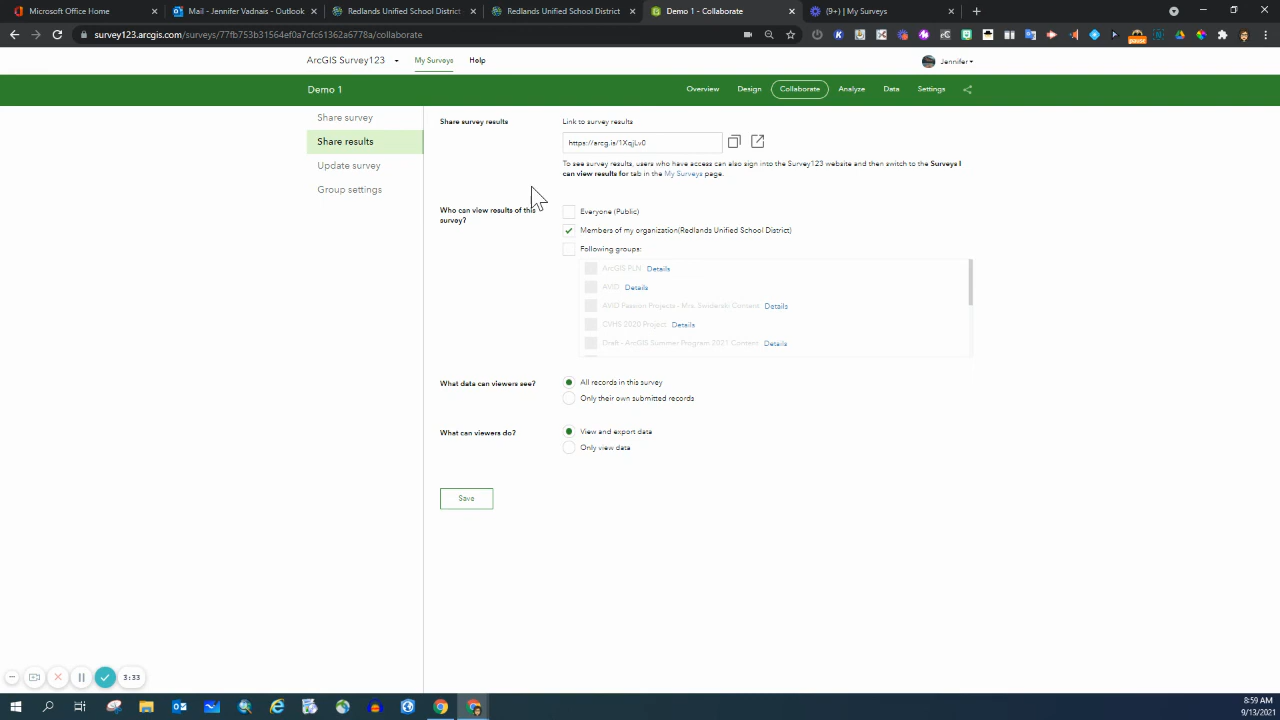 Microsoft Office Home
Mail - Jennifer Vadnais - Outlook
Redlands Unified School District
Redlands Unified School District
Demo 1 - Collaborate
(9+) My Surveys
survey123.arcgis.com/surveys/77fb753b31564ef0a7cfc61362a6778a/collaborate
pause
ArcGIS Survey123
My Surveys
Help
Jennifer
Demo 1
Overview
Design
Collaborate
Analyze
Data
Settings
Share survey
Share results
Update survey
Group settings
Share survey results
Link to survey results
https://arcg.is/1XqjLv0
To see survey results, users who have access can also sign into the Survey123 website and then switch to the Surveys I
can view results for tab in the My Surveys page.
Who can view results of this
survey?
Everyone (Public)
Members of my organization(Redlands Unified School District)
Following groups:
ArcGIS PLN Details
AVID Details
AVID Passion Projects - Mrs. Content Details
CVHS 2020 Project Details
Draft - ArcGIS Summer Program 2021 Content Details
What data can viewers see?
All records in this survey
Only their own submitted records
What can viewers do?
View and export data
Only view data
Save
3:33
8:59 AM
9/13/2021